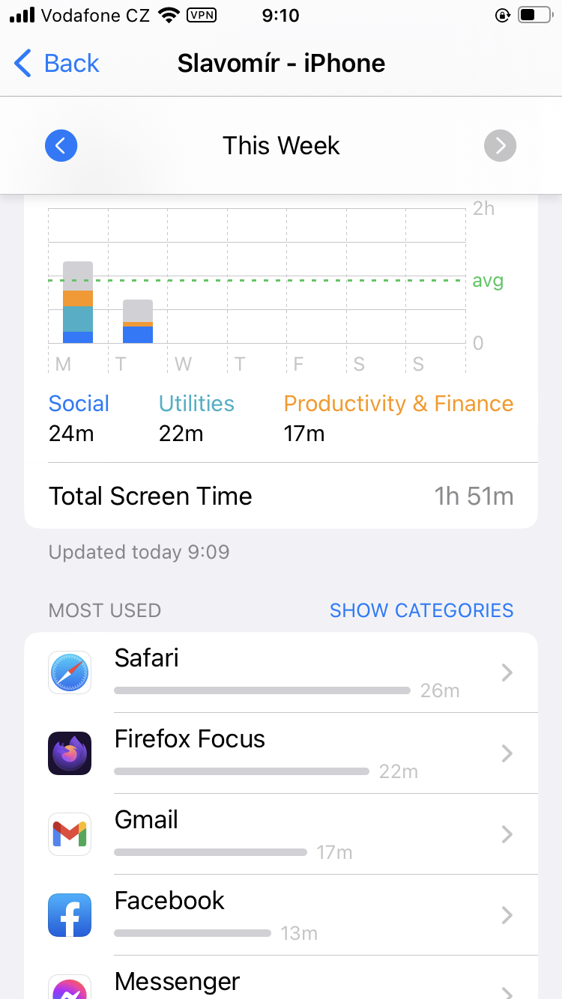 Vodafone CZ VPN 9:10
Back Slavomír - iPhone
This Week
2h
avg
0
M T W T F S S
Social Utilities Productivity & Finance
24m 22m 17m
Total Screen Time 1h 51m
Updated today 9:09
MOST USED SHOW CATEGORIES
Safari
26m
Firefox Focus
22m
Gmail
17m
Facebook
13m
Messenger